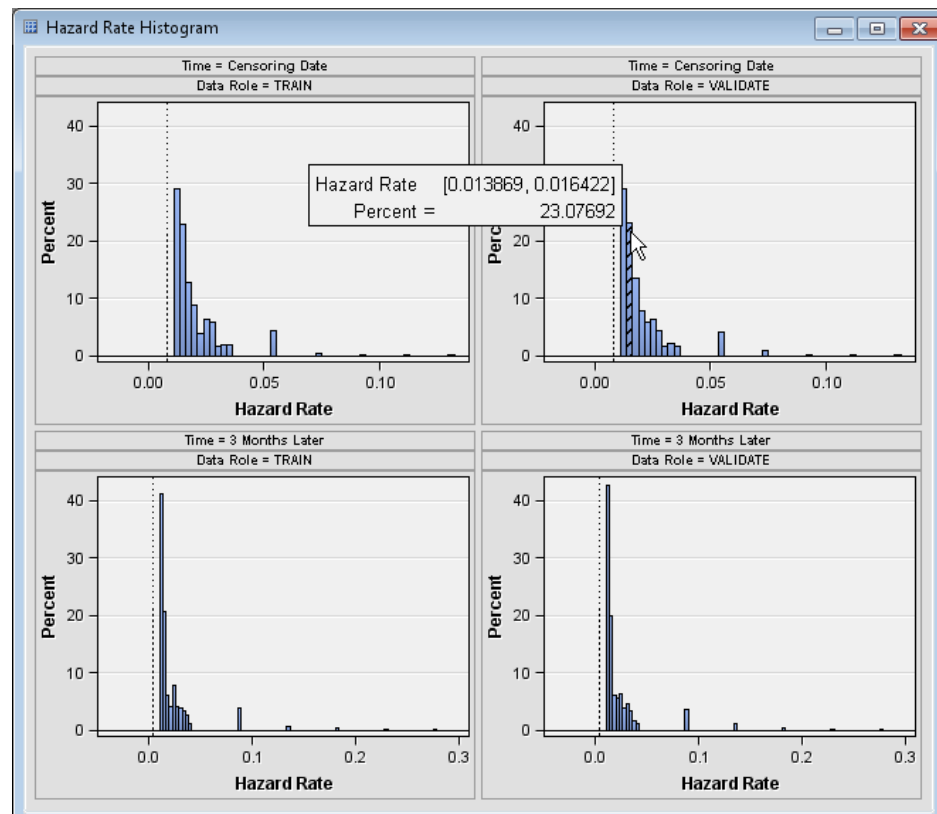 Hazard Rate Histogram
Time = Censoring Date
Data Role = TRAIN
40
30
20
10
0
Percent
0.00 0.05 0.10
Hazard Rate
Time = Censoring Date
Data Role = VALIDATE
40
30
20
10
0
Perc
0.00 0.05 0.10
Hazard Rate
Hazard Rate [0.013869, 0.016422]
Percent = 23.07692
Time = 3 Months Later
Data Role = TRAIN
40
30
20
10
0
Percent
0.0 0.1 0.2 0.3
Hazard Rate
Time = 3 Months Later
Data Role = VALIDATE
40
30
20
10
0
Percent
0.0 0.1 0.2 0.3
Hazard Rate